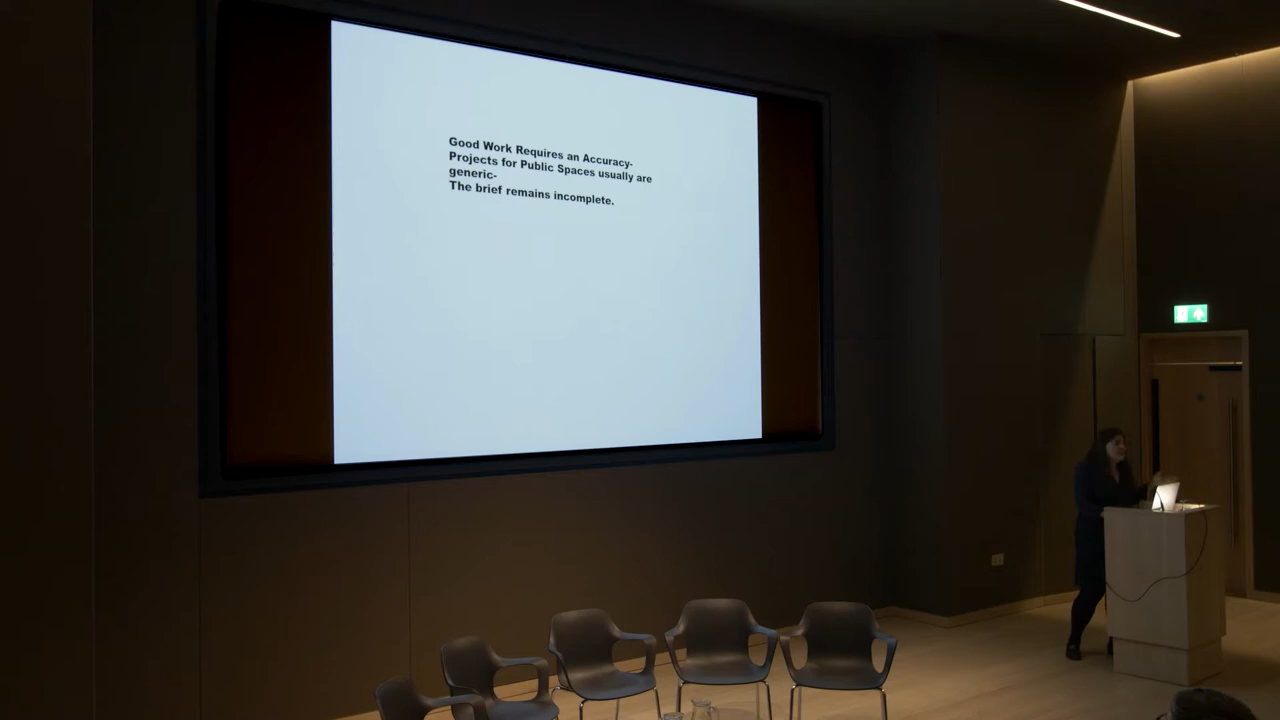 Good Work Requires an Accuracy-
Projects for Public Spaces usually are
generic-
The brief remains incomplete.